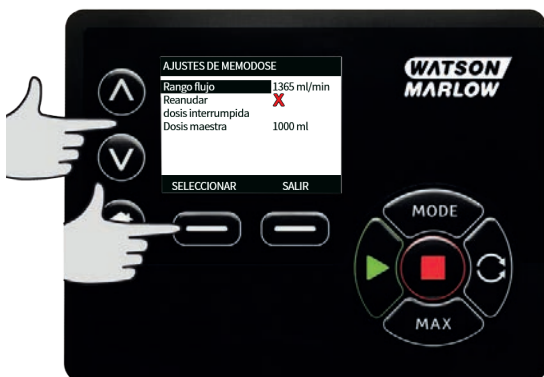 AJUSTES DE MEMODOSE
WATSON
MARLOW
Rango flujo 1365 ml/min
Reanudar X
dosis interrumpida
Dosis maestra 1000 ml
SELECCIONAR SALIR
MODE
MAX